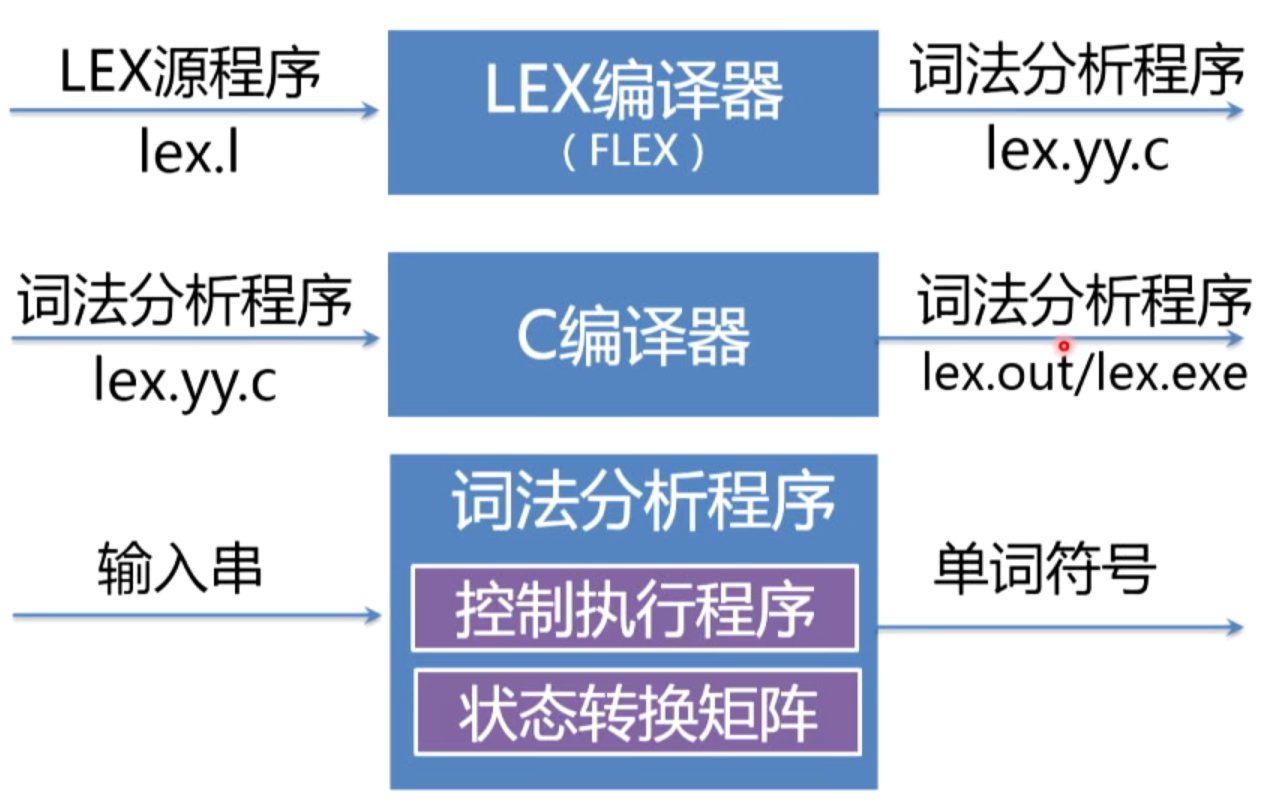 LEX源程序
lex.l
LEX编译器
（FLEX）
词法分析程序
lex.yy.c
词法分析程序
lex.yy.c
C编译器
词法分析程序
lex.out/lex.exe
输入串
词法分析程序
控制执行程序
状态转换矩阵
单词符号